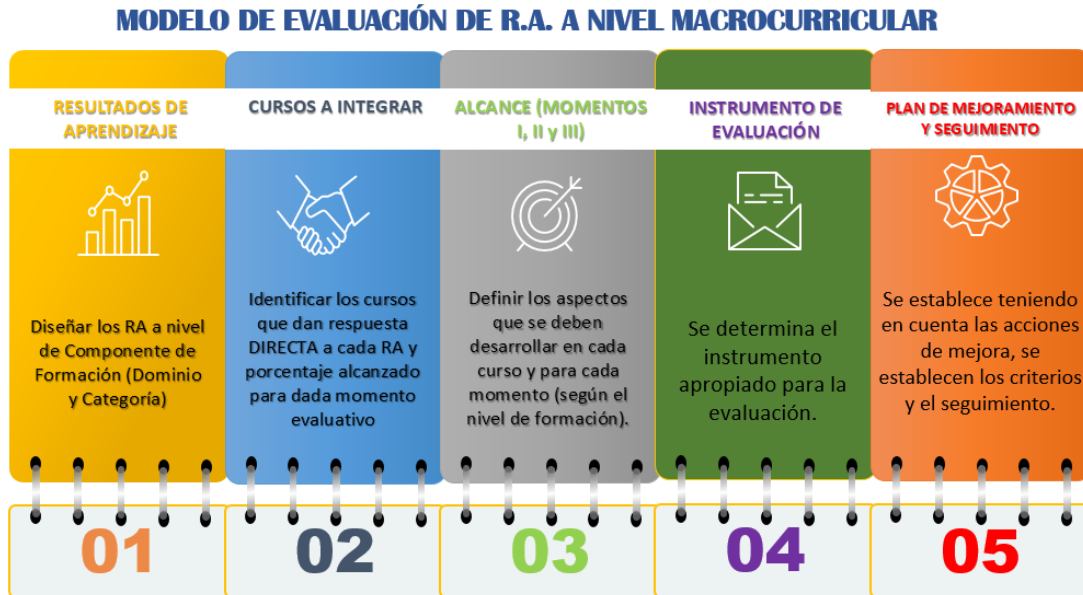 MODELO DE EVALUACIÓN DE R.A. A NIVEL MACROCURRICULAR
RESULTADOS DE
APRENDIZAJE
Diseñar los RA a nivel
de Componente de
Formación (Dominio
y Categoría)
01
CURSOS A INTEGRAR
Identificar los cursos
que dan respuesta
DIRECTA a cada RA y
porcentaje alcanzado
para dada momento
evaluativo
02
ALCANCE (MOMENTOS
I, II y III)
Definir los aspectos
que se deben
desarrollar en cada
curso y para cada
momento (según el
nivel de formación).
03
INSTRUMENTO DE
EVALUACIÓN
Se determina el
instrumento
apropiado para la
evaluación.
04
PLAN DE MEJORAMIENTO
Y SEGUIMIENTO
Se establece teniendo
en cuenta las acciones
de mejora, se
establecen los criterios
y el seguimiento.
05